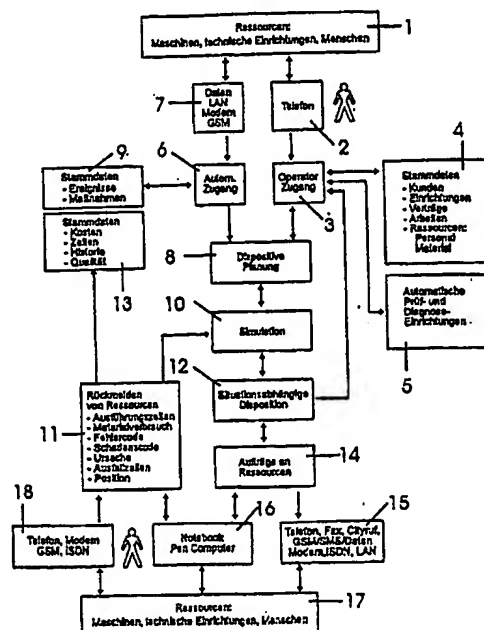 Ressourcen:
Maschinen, technische Einrichtungen, Menschen
1
Daten
LAN
Modem
GSM
7
Telefon
2
9
6
4
Stammdaten
- Ereignisse
- Maßnahmen
Autom.
Zugang
Operator
Zugang
3
Stammdaten
- Kunden
- Einrichtungen
- Verträge
- Arbeiten
- Ressourcen:
Personal
Material
Stammdaten
- Kosten
- Zeiten
- Historie
- Qualität
13
8
Dispositive
Planung
Automatische
Prüf- und
Diagnose-
Einrichtungen
5
10
Simulation
12
Situationsabhängige
Disposition
11
Rückmelden
von Ressourcen
- Ausführungszeiten
- Materialverbrauch
- Fehlercode
- Schadenscode
- Ursache
- Ausfallzeiten
- Position
Aufträge an
Ressourcen
14
18
16
15
Telefon, Modem
GSM, ISDN
Notebook
Pen Computer
Telefon, Fax, Cityruf,
GSM/SMS/Daten
Modem,ISDN, LAN
Ressourcen:
Maschinen, technische Einrichtungen, Menschen
17